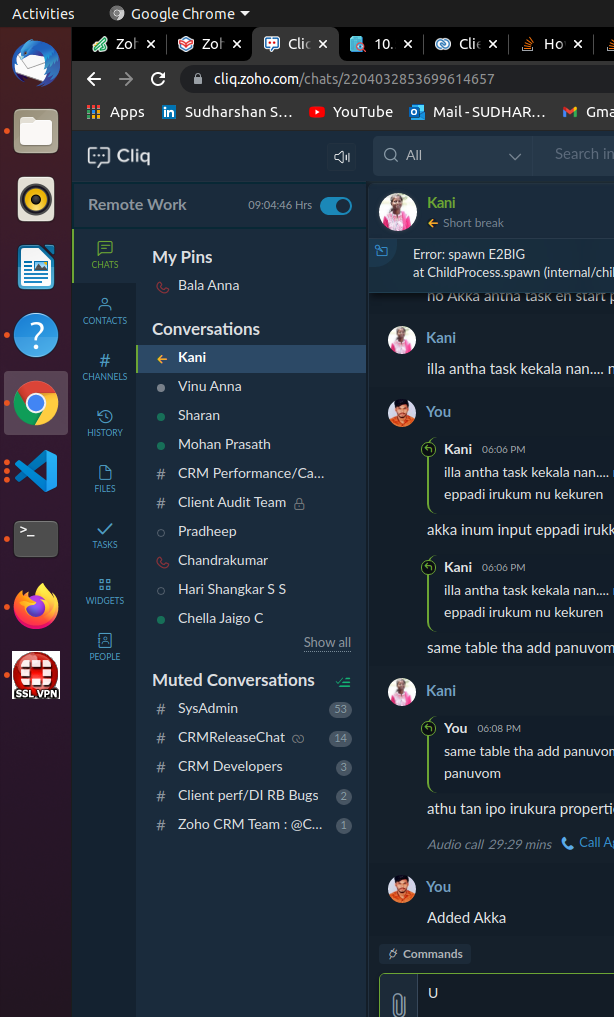 Activities
Google Chrome
Zoh
Zoh
Clic
10.
Clie
Ho
cliq.zoho.com/chats/2204032853699614657
Apps
Sudharshan S...
YouTube
Mail - SUDHAR...
Gma
Cliq
All
Search in
Remote Work
09:04:46 Hrs
CHATS
CONTACTS
CHANNELS
HISTORY
FILES
TASKS
WIDGETS
PEOPLE
My Pins
Bala Anna
Conversations
Kani
Vinu Anna
Sharan
Mohan Prasath
# CRM Performance/Ca...
# Client Audit Team
Pradheep
Chandrakumar
Hari Shangkar S S
Chella Jaigo C
Show all
Muted Conversations
# SysAdmin 53
# CRMReleaseChat 14
# CRM Developers 3
# Client perf/DI RB Bugs 2
# Zoho CRM Team : @C... 1
Kani
Short break
Error: spawn E2BIG
at ChildProcess.spawn (internal/chil
no Akka antha task en start p
Kani
illa antha task kekala nan.... n
You
Kani 06:06 PM
illa antha task kekala nan....
eppadi irukum nu kekuren
akka inum input eppadi irukk
Kani 06:06 PM
illa antha task kekala nan....
eppadi irukum nu kekuren
same table tha add panuvom
Kani
You 06:08 PM
same table tha add panuvom
panuvom
athu tan ipo irukura properti
Audio call 29:29 mins Call Ag
You
Added Akka
Commands
U
>_
SSL_VPN